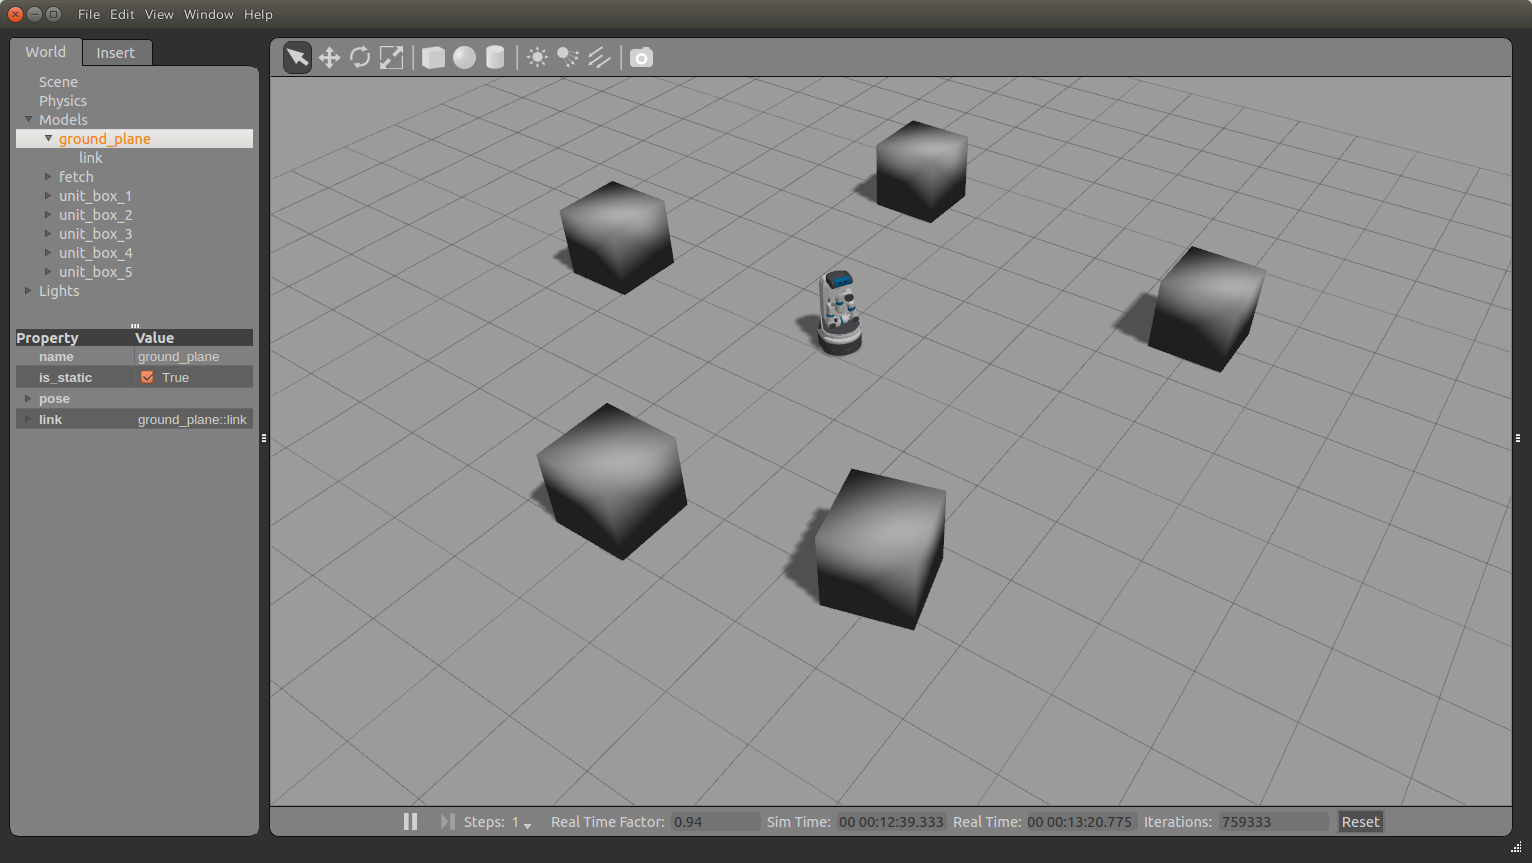 File Edit View Window Help
World Insert
Scene
Physics
Models
ground_plane
link
fetch
unit_box_1
unit_box_2
unit_box_3
unit_box_4
unit_box_5
Lights
Property Value
name ground_plane
is_static True
pose
link ground_plane::link
Steps: 1 Real Time Factor: 0.94 Sim Time: 00 00:12:39.333 Real Time: 00 00:13:20.775 Iterations: 759333 Reset